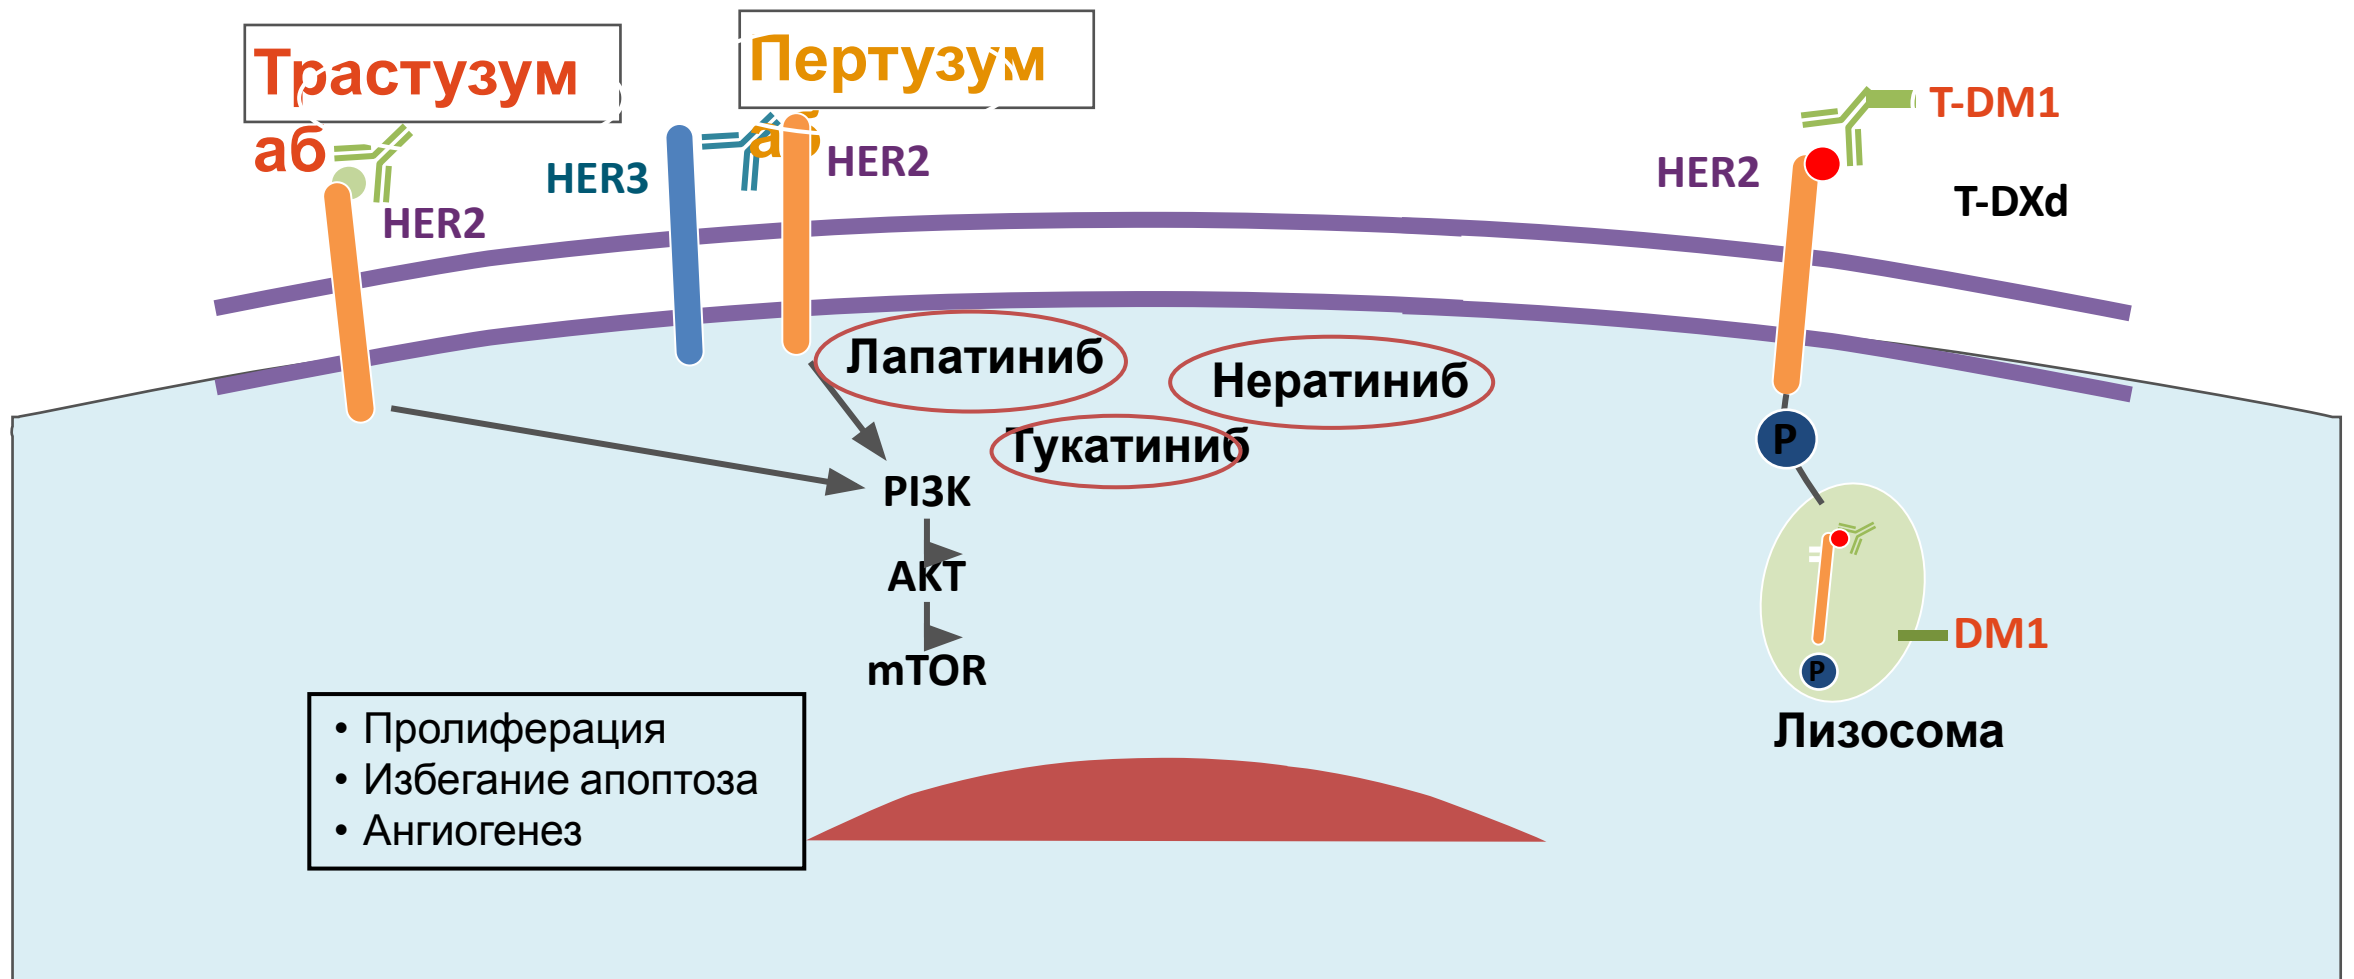 Трастузум
аб
Пертузум
аб
T-DM1
HER3
HER2
HER2
HER2
T-DXd
Лапатиниб
Нератиниб
Тукатиниб
P
PI3K
AKT
mTOR
DM1
P
Лизосома
• Пролиферация
• Избегание апоптоза
• Ангиогенез